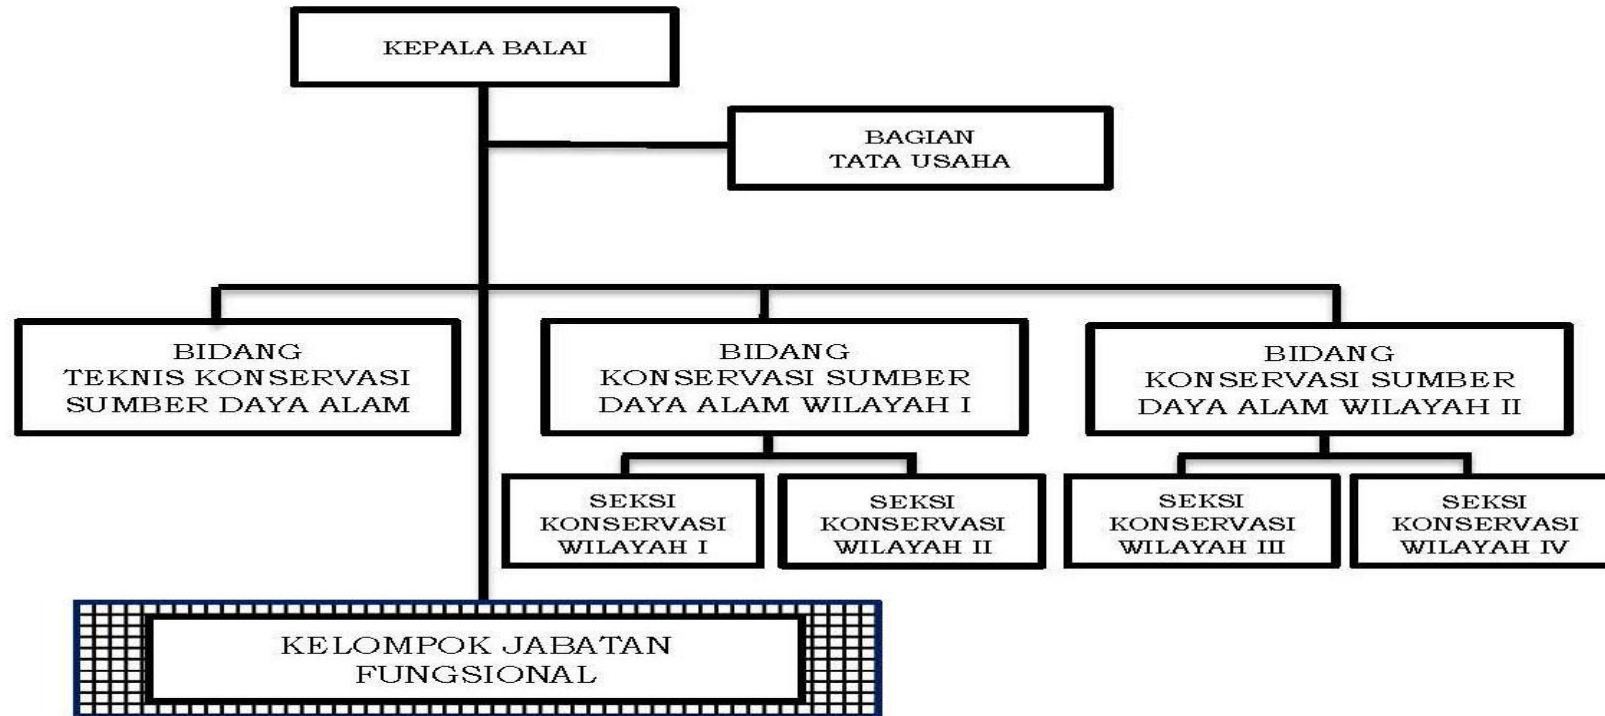 KEPALA BALAI
BAGIAN
TATA USAHA
BIDANG
TEKNIS KONSERVASI
SUMBER DAYA ALAM
BIDANG
KONSERVASI SUMBER
DAYA ALAM WILAYAH I
BIDANG
KONSERVASI SUMBER
DAYA ALAM WILAYAH II
SEKSI
KONSERVASI
WILAYAH I
SEKSI
KONSERVASI
WILAYAH II
SEKSI
KONSERVASI
WILAYAH III
SEKSI
KONSERVASI
WILAYAH IV
KELOMPOK JABATAN
FUNGSIONAL